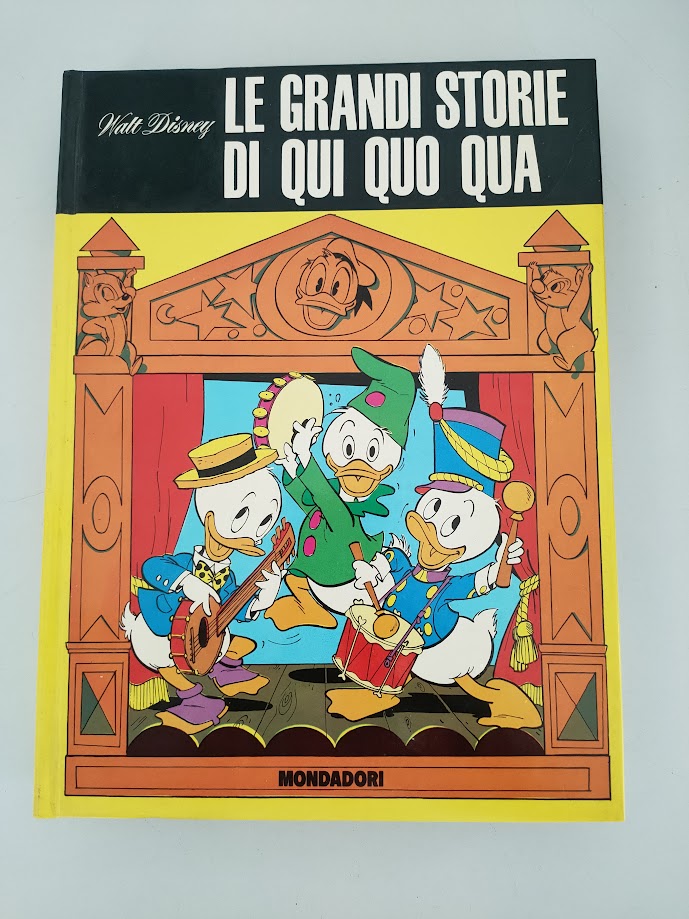 Walt Disney
LE GRANDI STORIE
DI QUI QUO QUA
MONDADORI